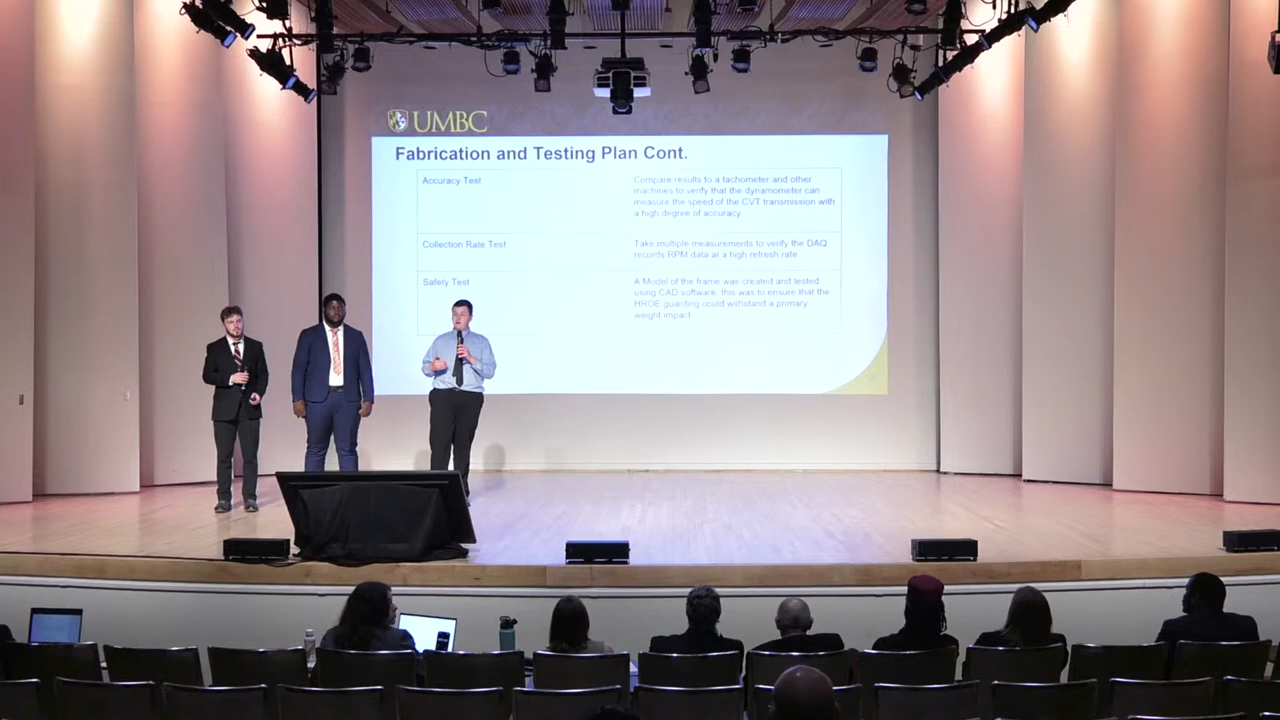 UMBC
Fabrication and Testing Plan Cont.
Accuracy Test
Compare results to a tachometer and other
machines to verify that the dynamometer can
measure the speed of the CVT transmission with
a high degree of accuracy
Collection Rate Test
Take multiple measurements to verify the DAQ
records RPM data at a high refresh rate
Safety Test
A Model of the frame was created and tested
using CAD software, this was to ensure that the
HROE guarding could withstand a primary
weight impact